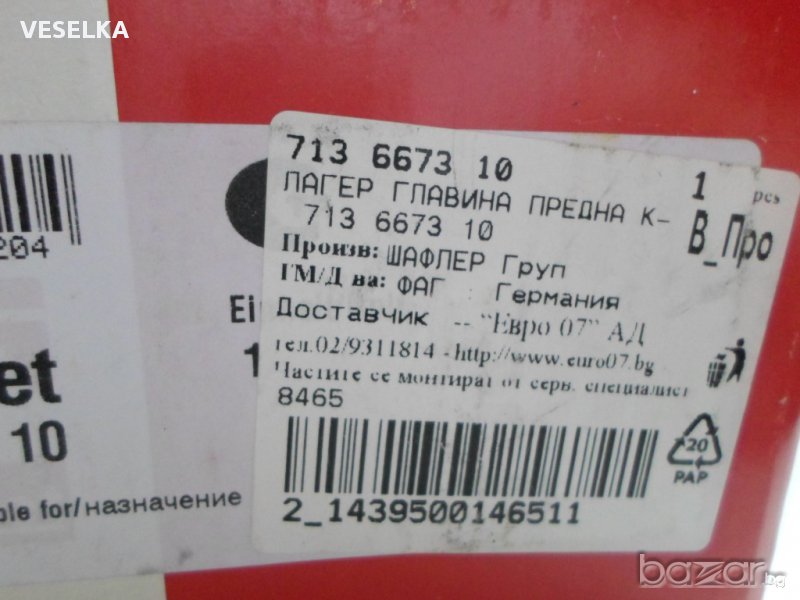 VESELKA
713 6673 10
1 pcs
ЛАГЕР ГЛАВИНА ПРЕДНА К-
713 6673 10
В_Про
Произв: ШАФЛЕР Груп
ГМ/Д ва: ФАГ : Германия
Доставчик -- "Евро 07" АД
тел.02/9311814 - http://www.euro07.bg
Частите се монтират от серв. специалист
8465
2_1439500146511
20
PAP
204
Ei
1
et
10
ble for/назначение
bazar.bg